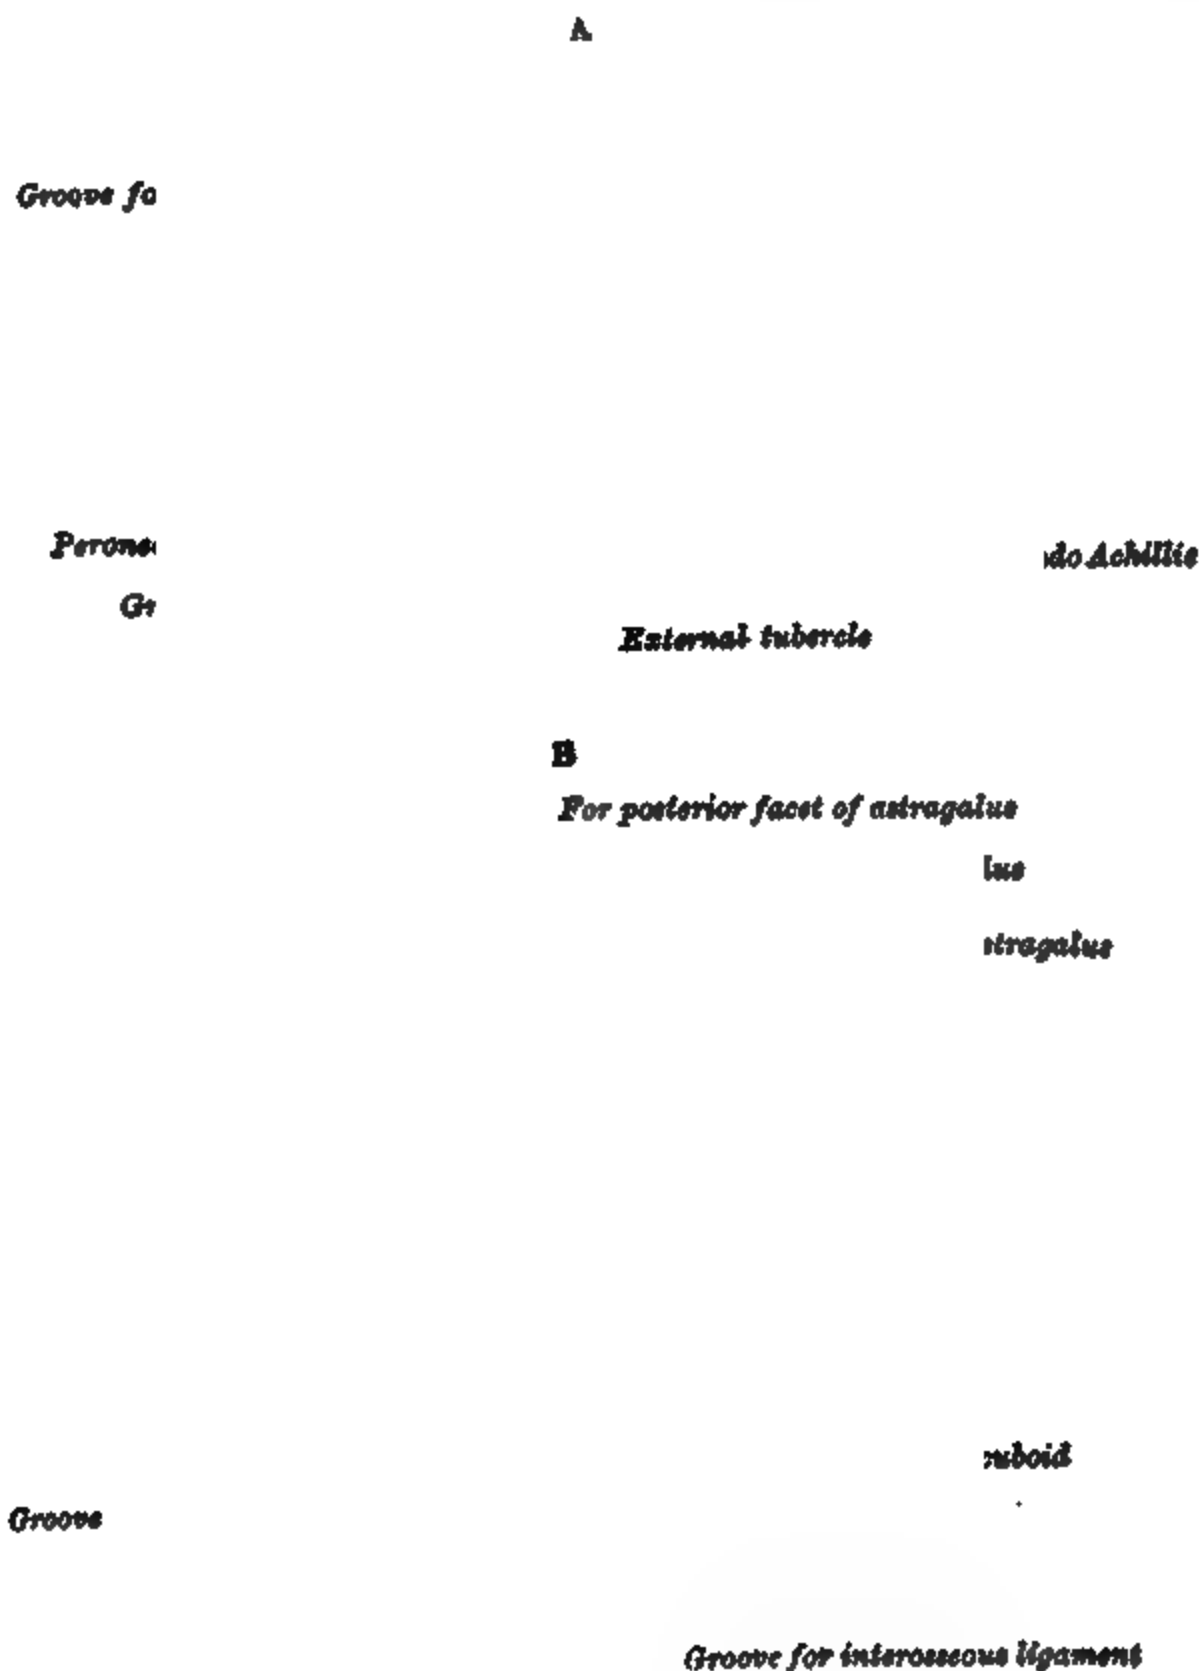 A
Groove fo
Perone
do Achillis
Gr
External tubercle
B
For posterior facet of astragalus
lus
stragalus
cuboid
Groove
Groove for interosseous ligament